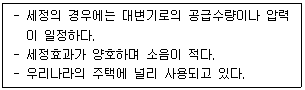 - 세정의 경우에는 대변기로의 공급수량이나 압력
이 일정하다.
- 세정효과가 양호하며 소음이 적다.
- 우리나라의 주택에 널리 사용되고 있다.